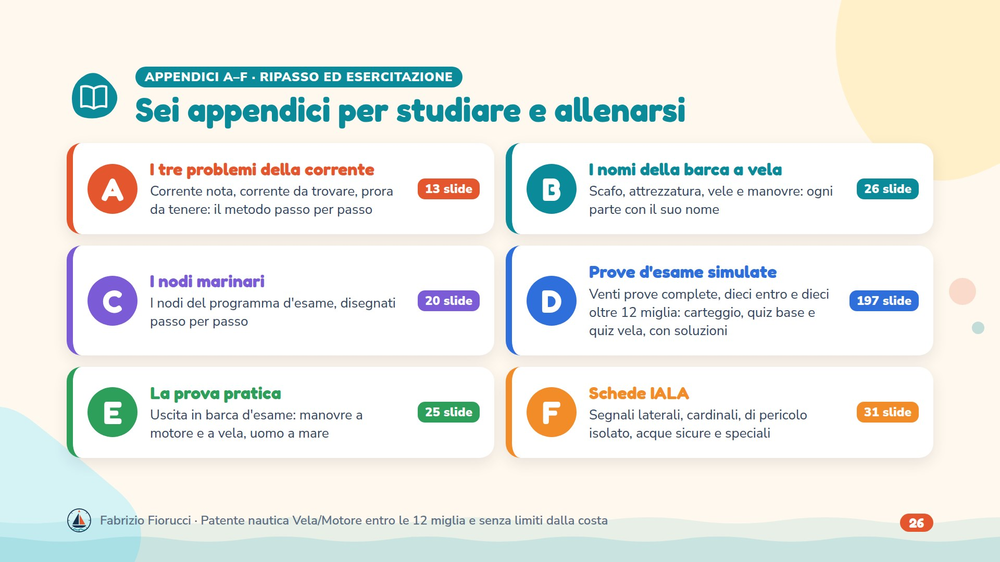 APPENDICI A–F · RIPASSO ED ESERCITAZIONE
Sei appendici per studiare e allenarsi
A
I tre problemi della corrente
Corrente nota, corrente da trovare, prora
da tenere: il metodo passo per passo
13 slide
B
I nomi della barca a vela
Scafo, attrezzatura, vele e manovre: ogni
parte con il suo nome
26 slide
C
I nodi marinari
I nodi del programma d'esame, disegnati
passo per passo
20 slide
D
Prove d'esame simulate
Venti prove complete, dieci entro e dieci
oltre 12 miglia: carteggio, quiz base e
quiz vela, con soluzioni
197 slide
E
La prova pratica
Uscita in barca d'esame: manovre a
motore e a vela, uomo a mare
25 slide
F
Schede IALA
Segnali laterali, cardinali, di pericolo
isolato, acque sicure e speciali
31 slide
Fabrizio Fiorucci · Patente nautica Vela/Motore entro le 12 miglia e senza limiti dalla costa
26